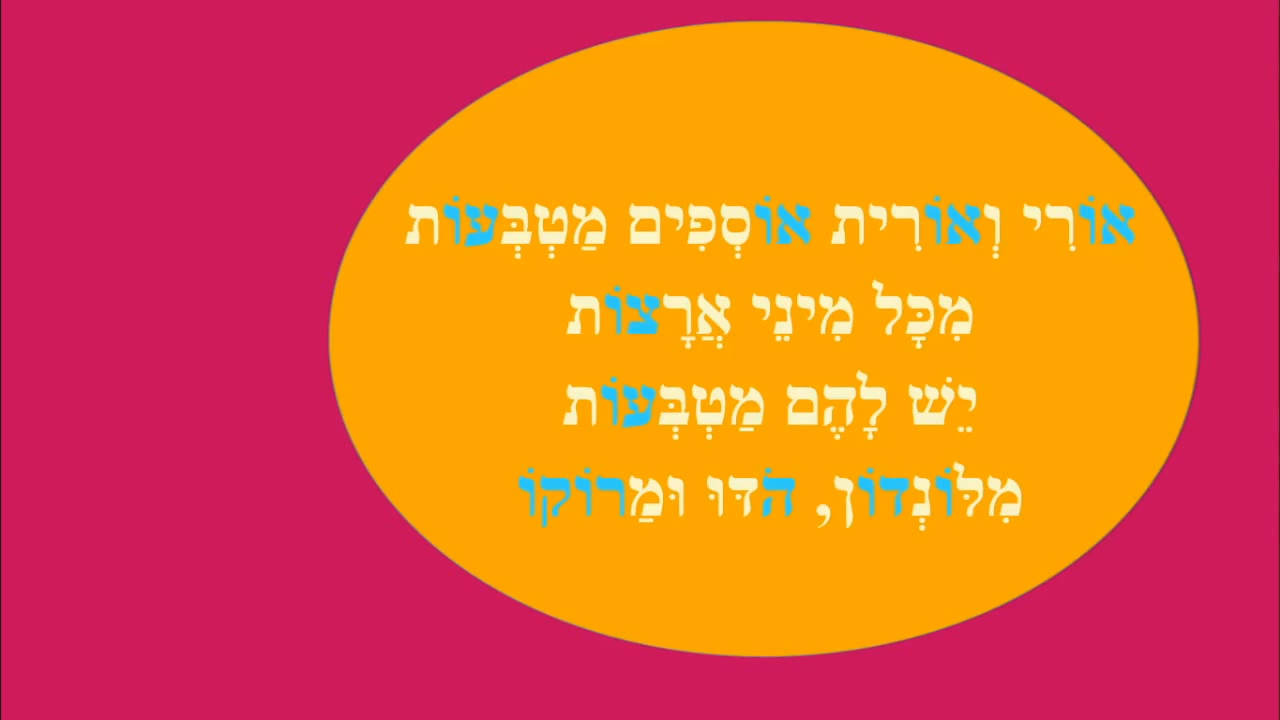 אוֹרִי וְאוֹרִית אוֹסְפִים מַטְבְּעוֹת
מִכָּל מִינֵי אֲרָצוֹת
יֵשׁ לָהֶם מַטְבְּעוֹת
מִלּוֹנְדוֹן, הֹדּוּ וּמַרוֹקוֹ